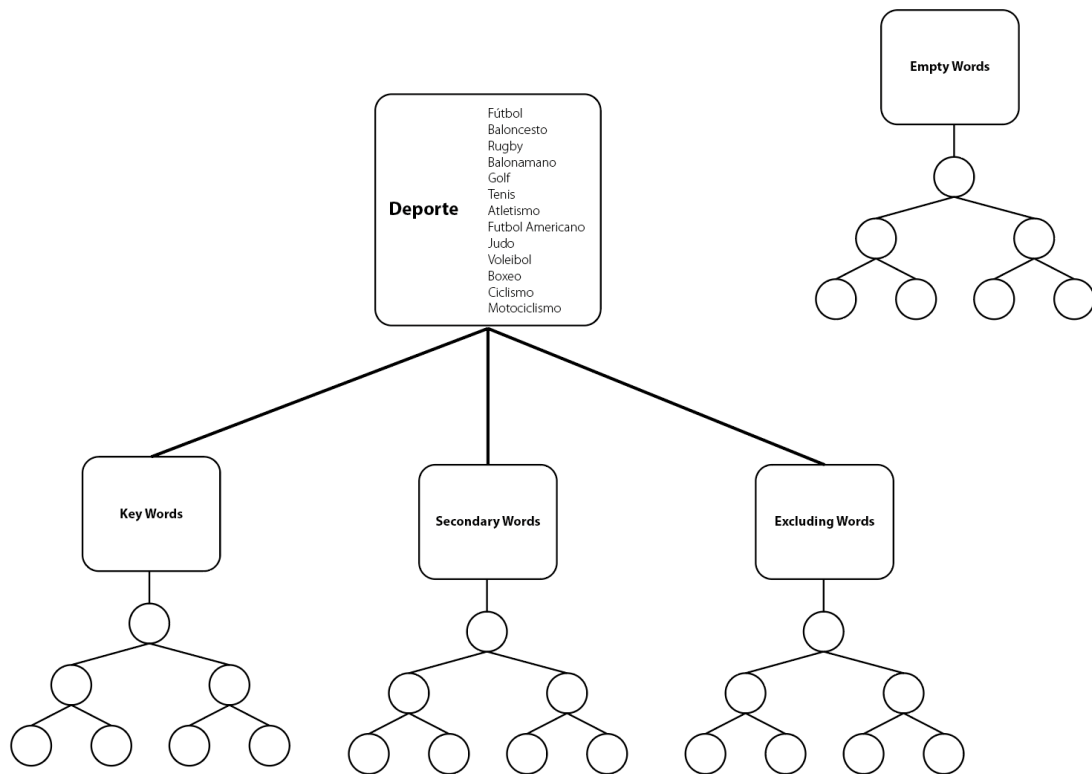 Empty Words
Deporte
Fútbol
Baloncesto
Rugby
Balonamano
Golf
Tenis
Atletismo
Futbol Americano
Judo
Voleibol
Boxeo
Ciclismo
Motociclismo
Key Words
Secondary Words
Excluding Words